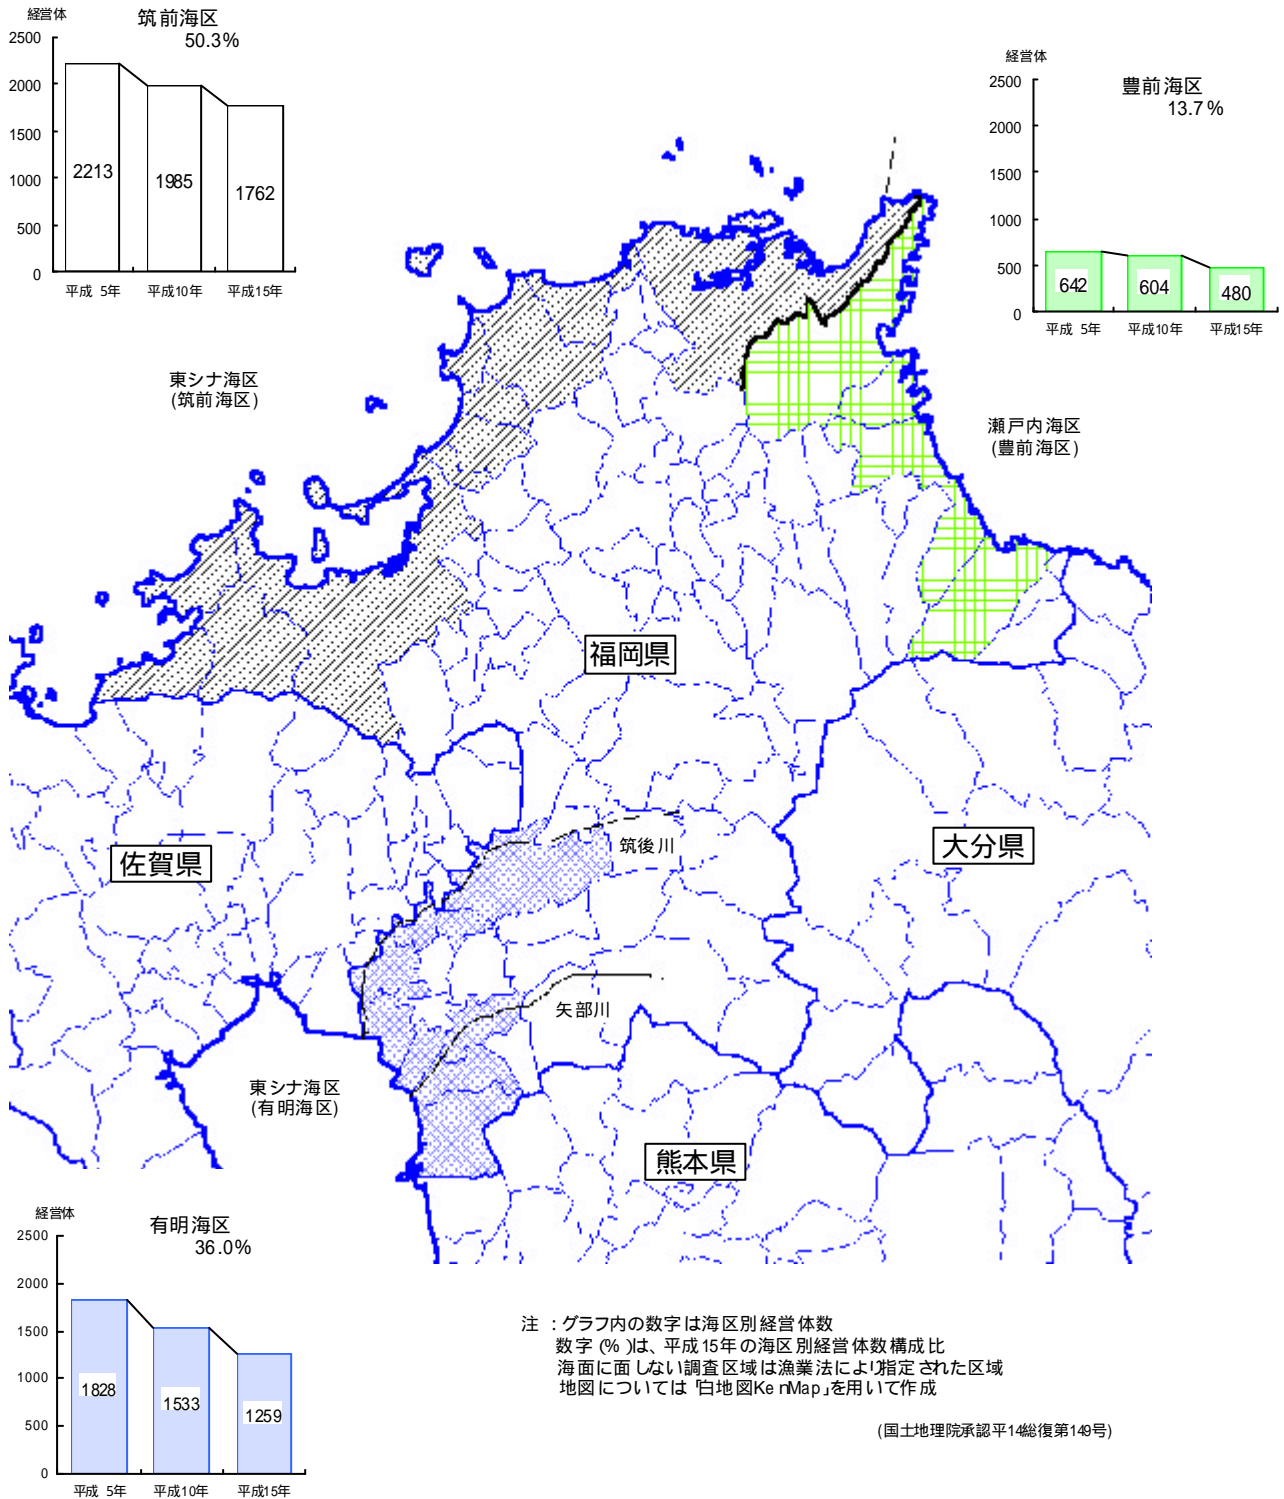 経営体
筑前海区
50.3%
2500
2000
1500
1000
500
0
2213
1985
1762
平成 5年
平成10年
平成15年
経営体
豊前海区
13.7%
2500
2000
1500
1000
500
0
642
604
480
平成 5年
平成10年
平成15年
東シナ海区
(筑前海区)
瀬戸内海区
(豊前海区)
福岡県
佐賀県
筑後川
大分県
矢部川
東シナ海区
(有明海区)
熊本県
経営体
有明海区
36.0%
2500
2000
1500
1000
500
0
1828
1533
1259
平成 5年
平成10年
平成15年
注 :グラフ内の数字は海区別経営体数
数字(%)は、平成15年の海区別経営体数構成比
海面に面しない調査区域は漁業法により指定された区域
地図については「白地図KenMap」を用いて作成
(国土地理院承認平14総復第149号)